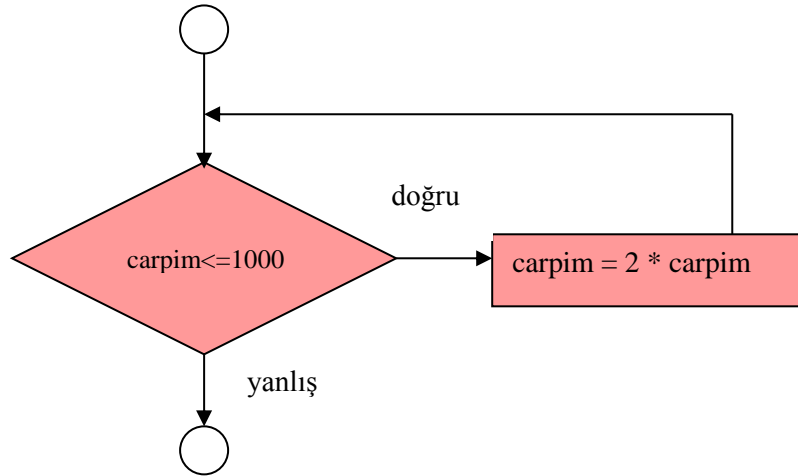 doğru
carpim<=1000
carpim = 2 * carpim
yanlış